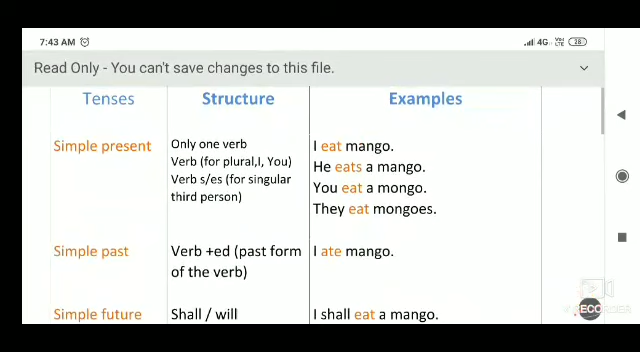 7:43 AM
4G VoD LTE 28
Read Only - You can't save changes to this file.
Tenses Structure Examples
Simple present
Only one verb
Verb (for plural,I, You)
Verb s/es (for singular
third person)
I eat mango.
He eats a mango.
You eat a mongo.
They eat mongoes.
Simple past
Verb +ed (past form
of the verb)
I ate mango.
Simple future
Shall / will
I shall eat a mango.
RECORDER